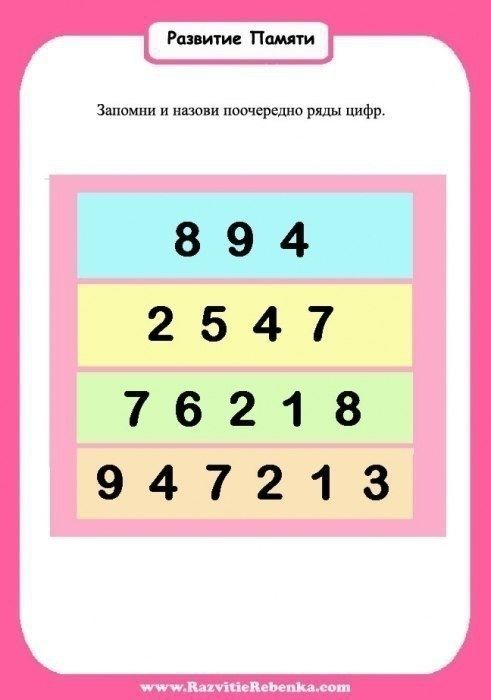 Развитие Памяти
Запомни и назови поочередно ряды цифр.
8 9 4
2 5 4 7
7 6 2 1 8
9 4 7 2 1 3
www.RazvitieRebenka.com